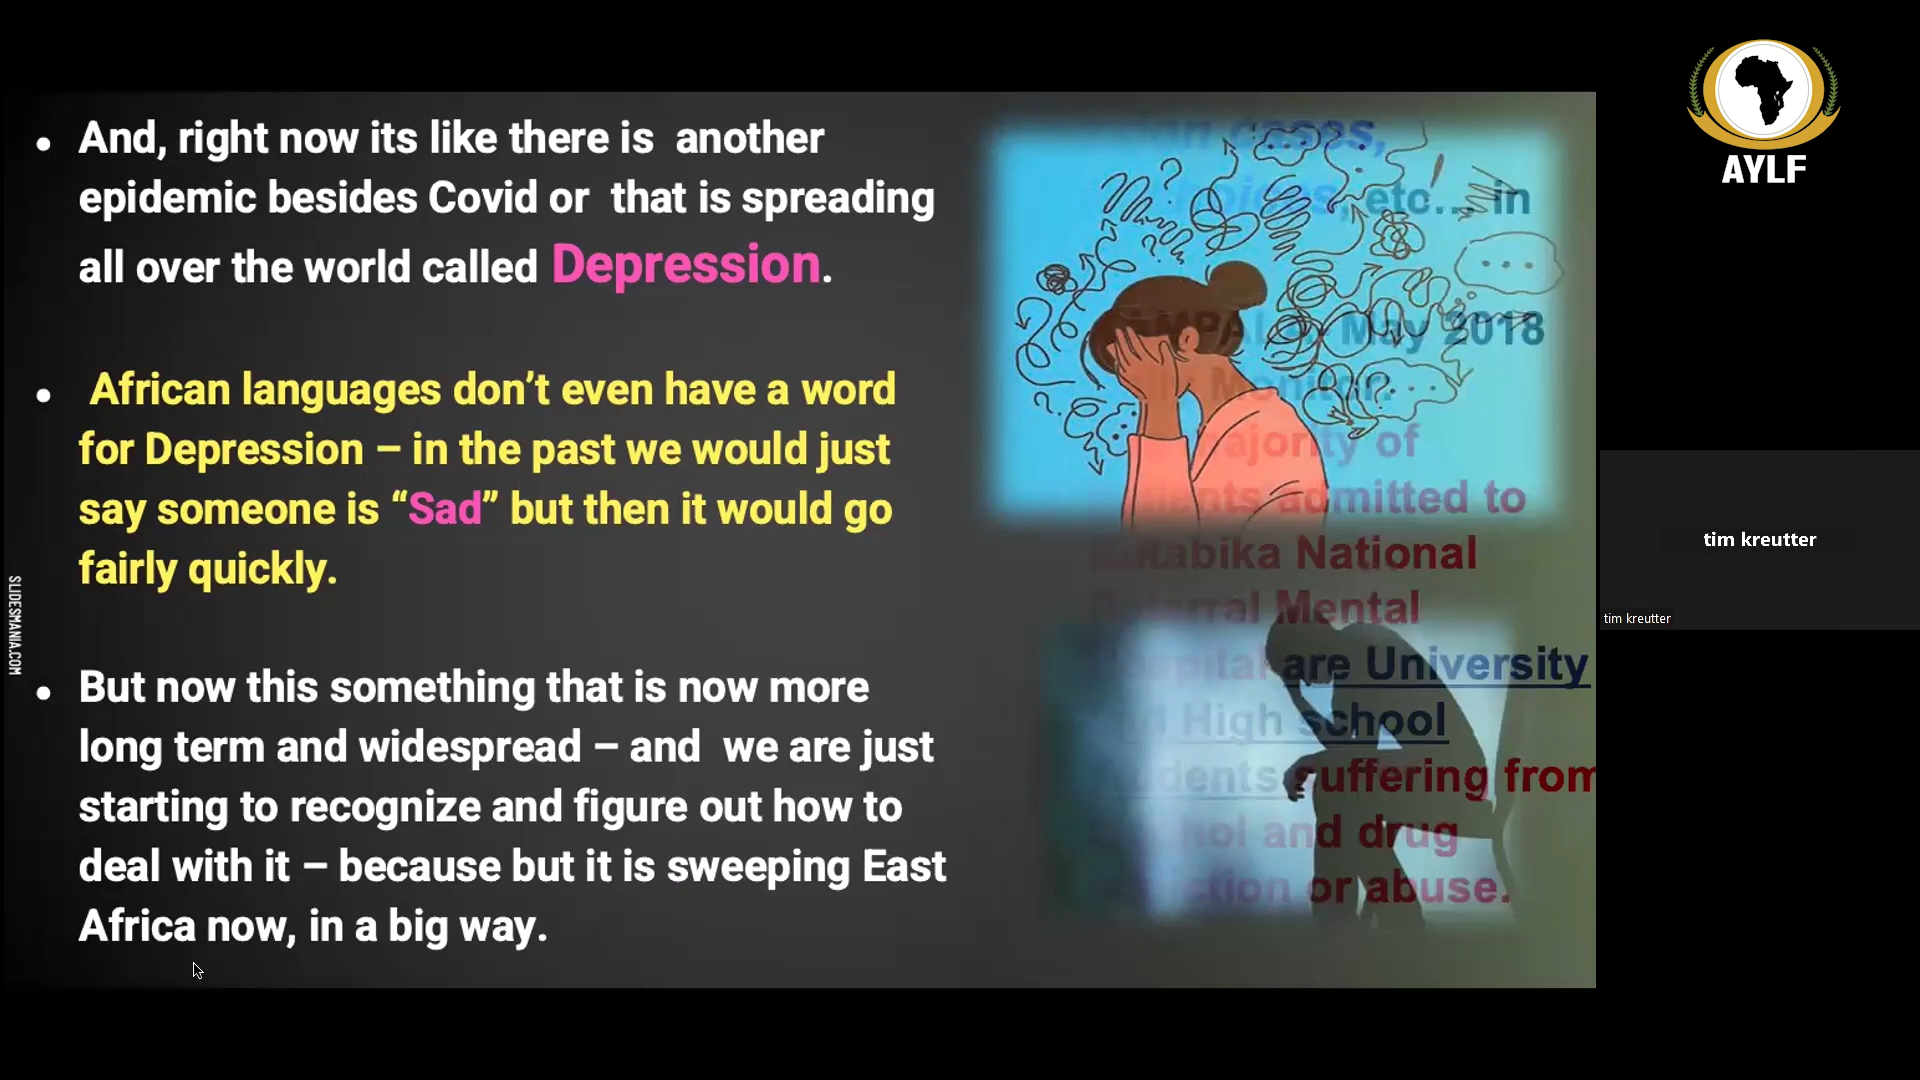 And, right now its like there is another
epidemic besides Covid or that is spreading
all over the world called Depression.
African languages don't even have a word
for Depression – in the past we would just
say someone is “Sad” but then it would go
fairly quickly.
But now this something that is now more
long term and widespread – and we are just
starting to recognize and figure out how to
deal with it – because but it is sweeping East
Africa now, in a big way.
SLIDESMANIA.COM
cases,
etc... in
May 2018
of
admitted to
National
Mental
are University
High school
suffering from
and drug
or abuse.
AYLF
tim kreutter
tim kreutter